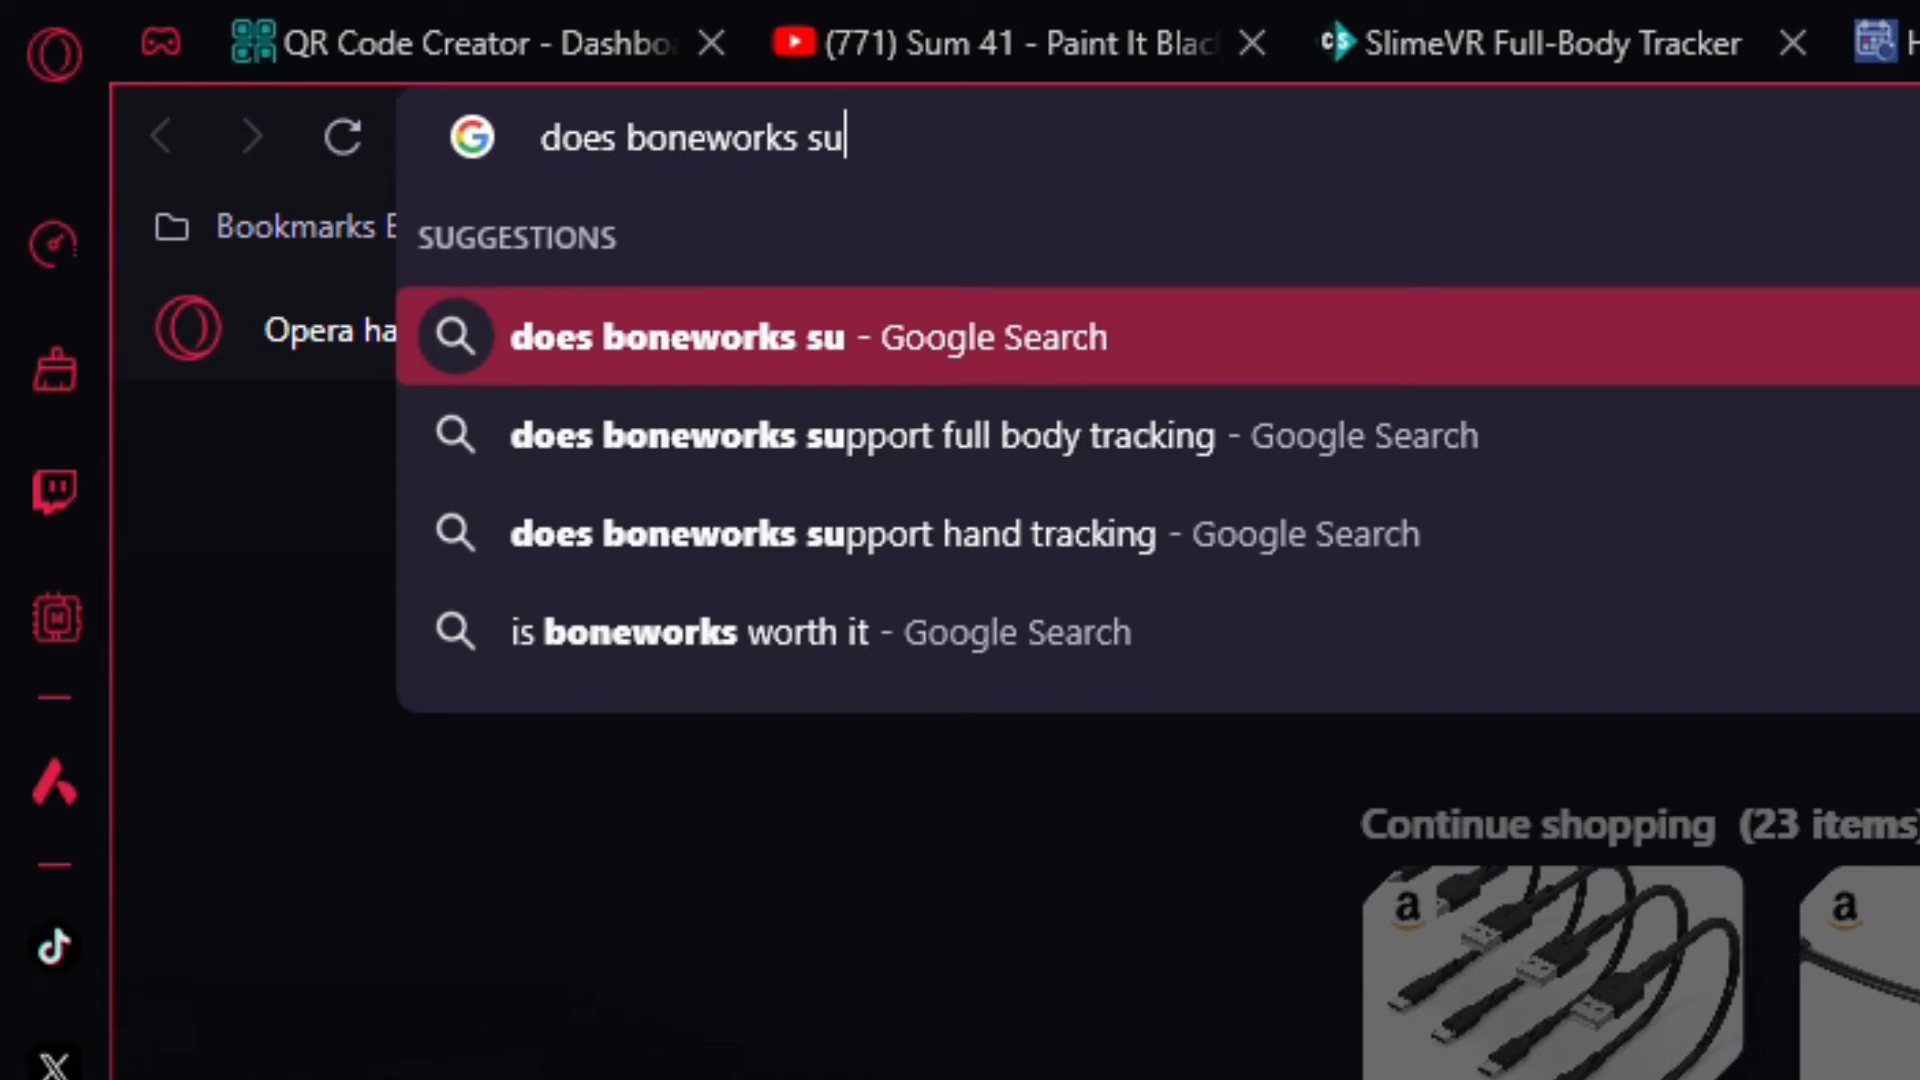 QR Code Creator - Dashbo
(771) Sum 41 - Paint It Blac
SlimeVR Full-Body Tracker
H
does boneworks su
Bookmarks B
SUGGESTIONS
Opera ha
does boneworks su - Google Search
does boneworks support full body tracking - Google Search
does boneworks support hand tracking - Google Search
is boneworks worth it - Google Search
Continue shopping (23 items)
a
a